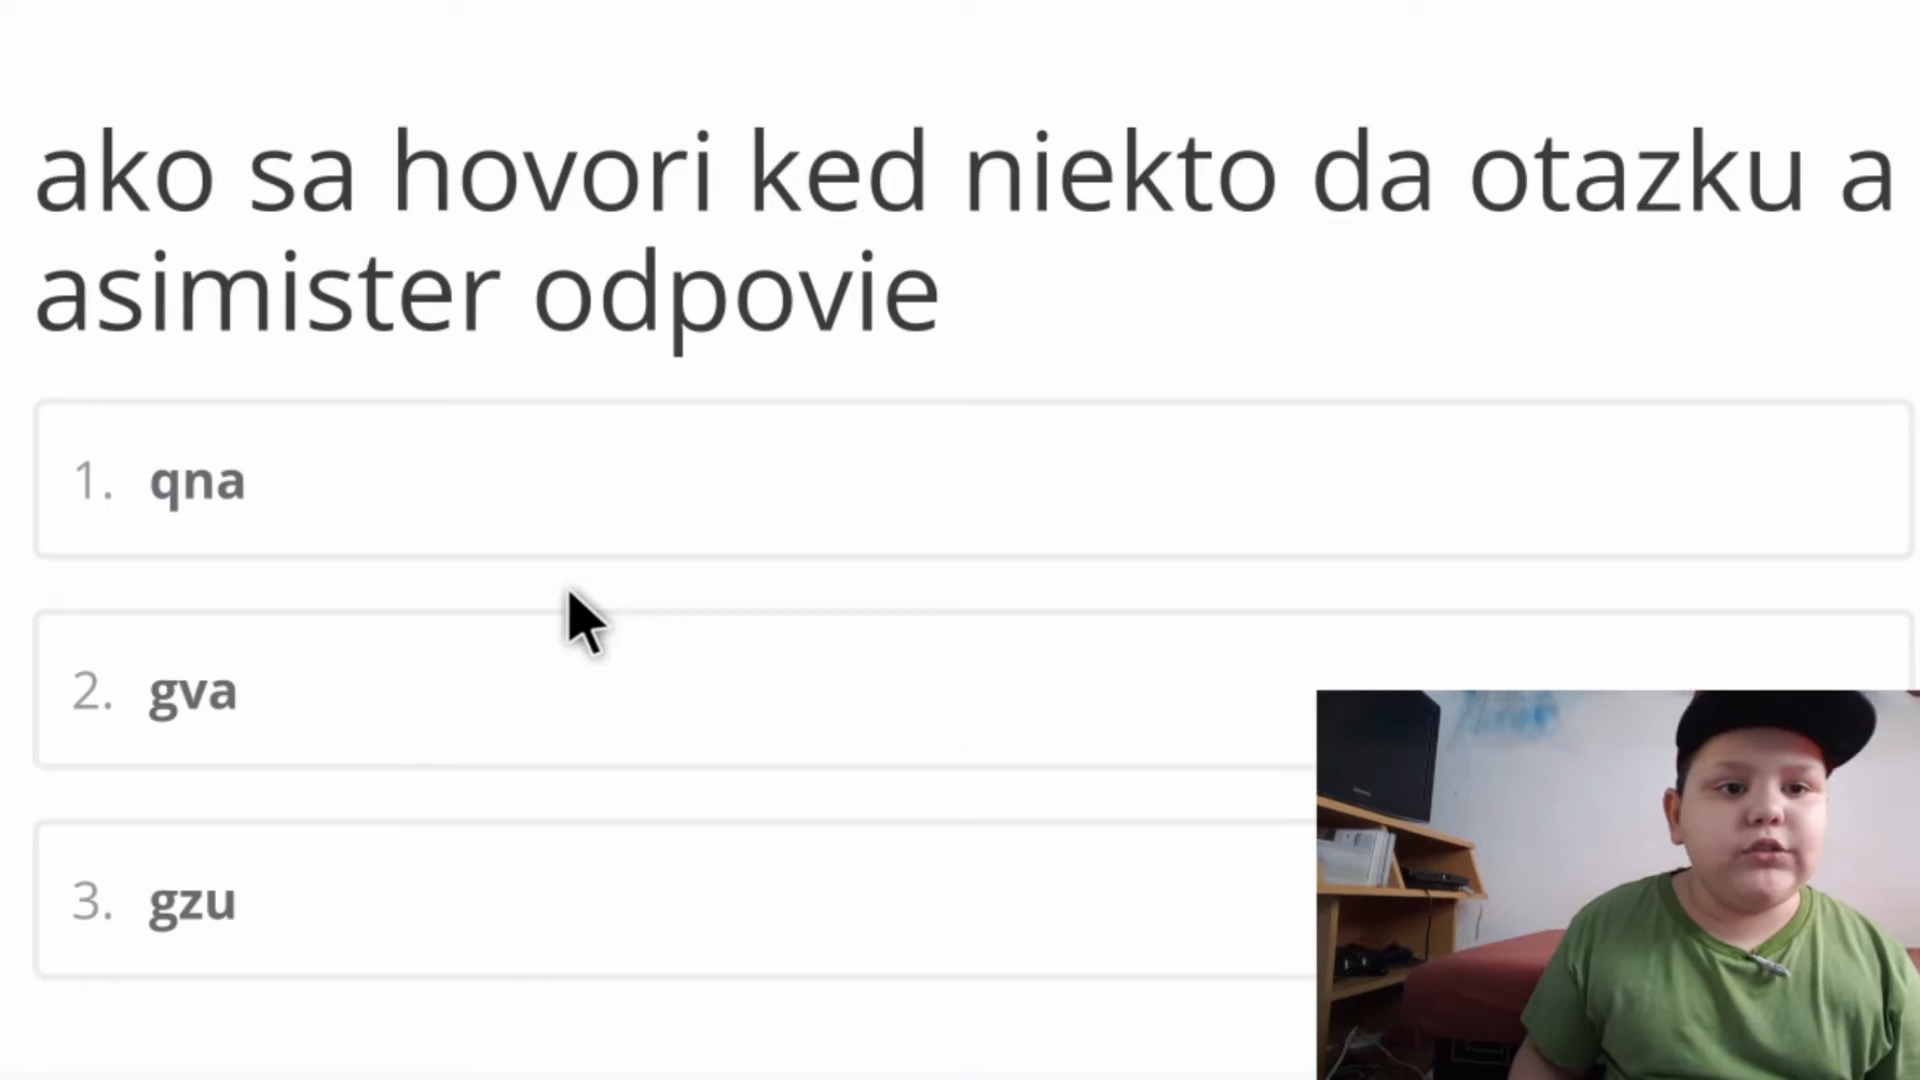 ako sa hovori ked niekto da otazku a
asimister odpovie
1. qna
2. gva
3. gzu